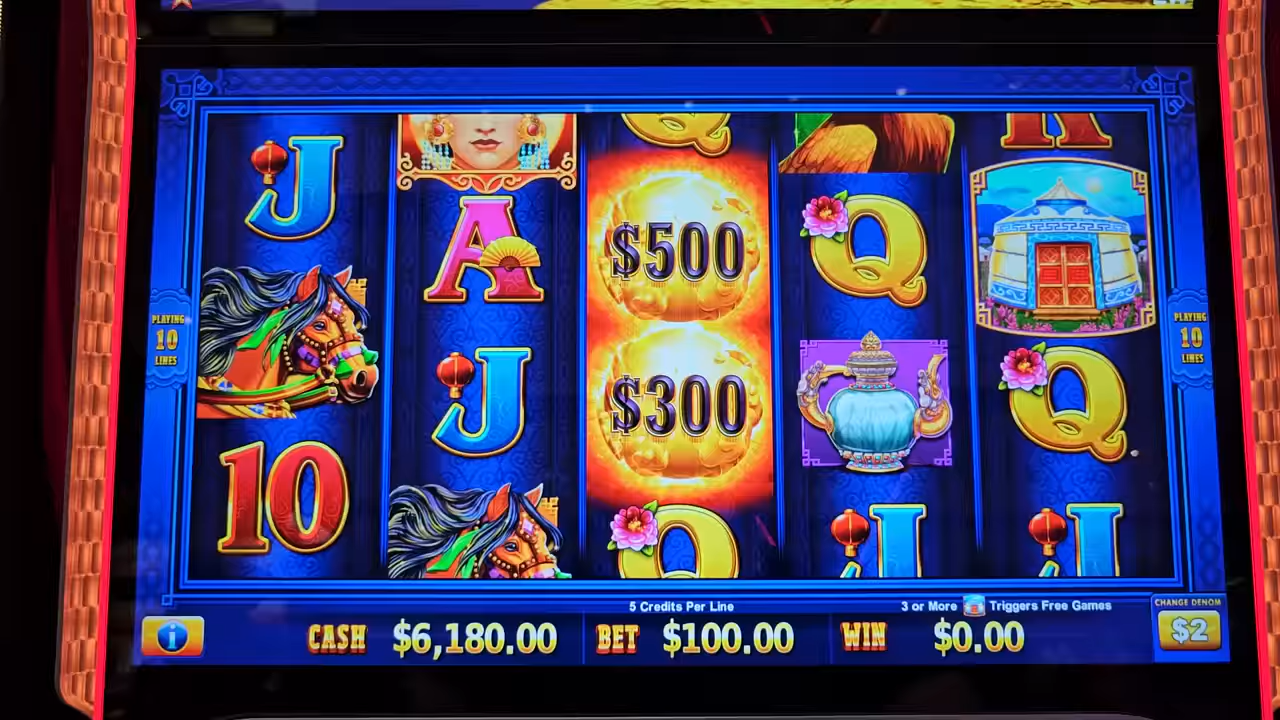 J
Q
K
A
$500
Q
PLAYING
10
LINES
J
$300
Q
PLAYING
10
LINES
10
Q
J
J
5 Credits Per Line
3 or More Triggers Free Games
CASH $6,180.00 BET $100.00 WIN $0.00
CHANGE DENOM
$2